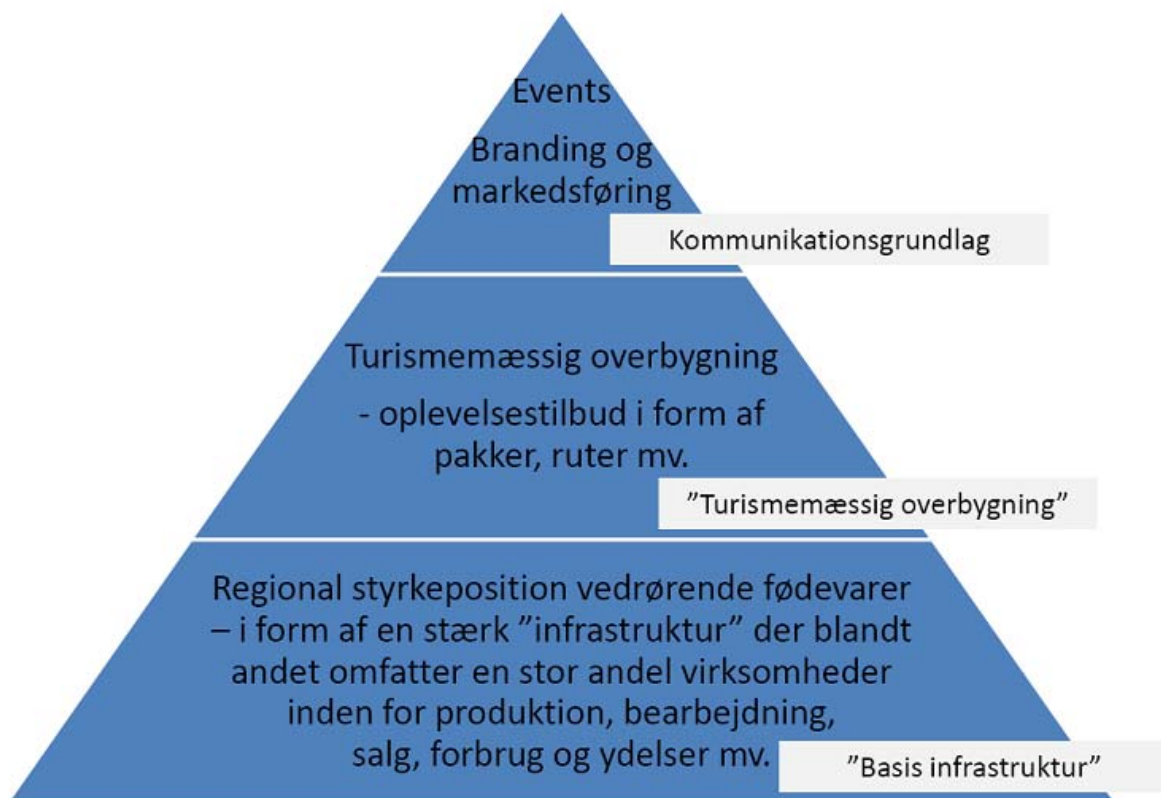 Events
Branding og
markedsføring
Kommunikationsgrundlag
Turismemæssig overbygning
- oplevelsestilbud i form af
pakker, ruter mv.
”Turismemæssig overbygning”
Regional styrkeposition vedrørende fødevarer
– i form af en stærk ”infrastruktur” der blandt
andet omfatter en stor andel virksomheder
inden for produktion, bearbejdning,
salg, forbrug og ydelser mv.
”Basis infrastruktur”